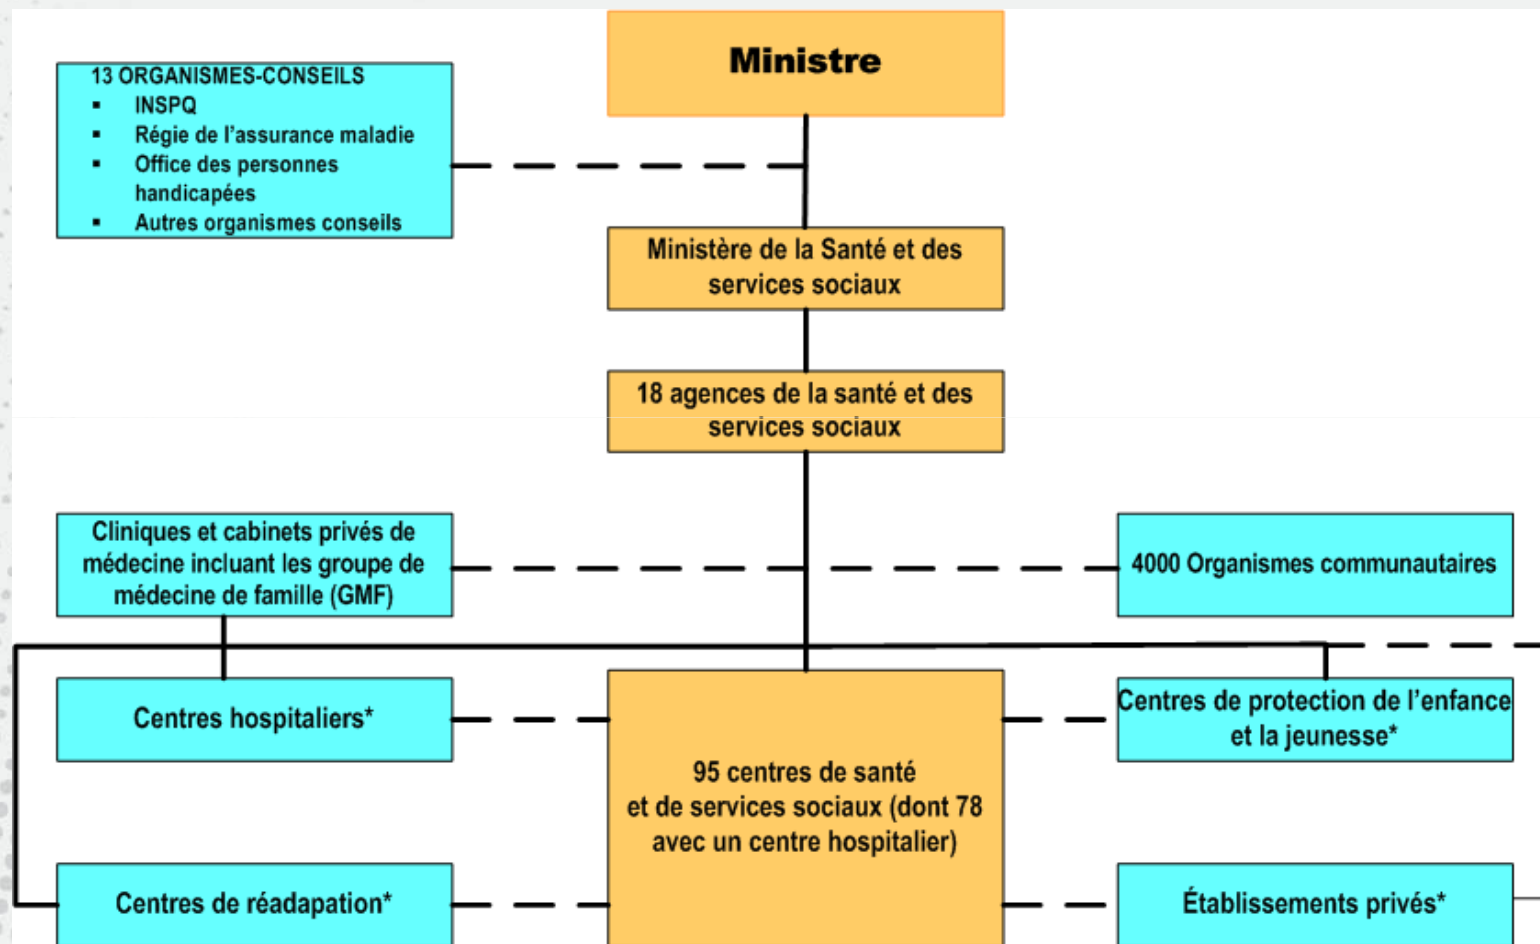 Ministre
13 ORGANISMES-CONSEILS
▪ INSPQ
▪ Régie de l'assurance maladie
▪ Office des personnes
handicapées
▪ Autres organismes conseils
Ministère de la Santé et des
services sociaux
18 agences de la santé et des
services sociaux
Cliniques et cabinets privés de
médecine incluant les groupe de
médecine de famille (GMF)
4000 Organismes communautaires
Centres hospitaliers*
Centres de protection de l'enfance
et la jeunesse*
95 centres de santé
et de services sociaux (dont 78
avec un centre hospitalier)
Centres de réadapation*
Établissements privés*